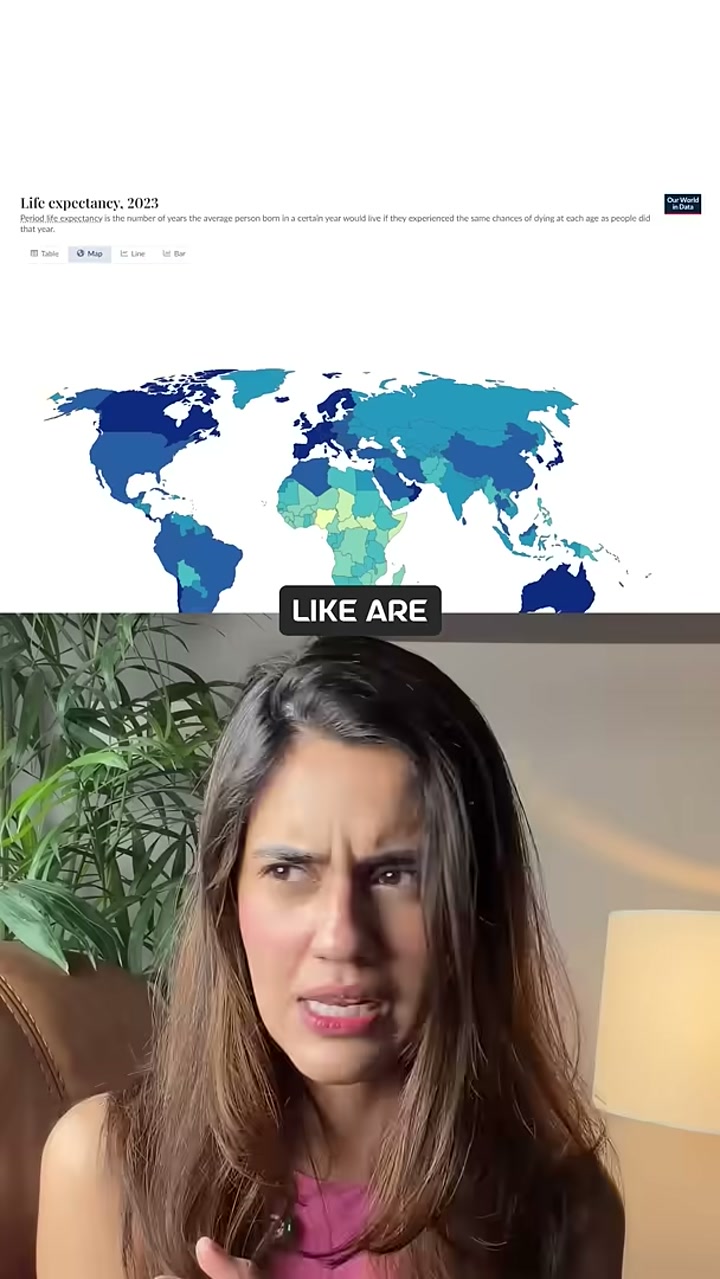 Life expectancy, 2023
Our World
in Data
Period life expectancy is the number of years the average person born in a certain year would live if they experienced the same chances of dying at each age as people did
that year.
Table
Map
Line
Bar
LIKE ARE